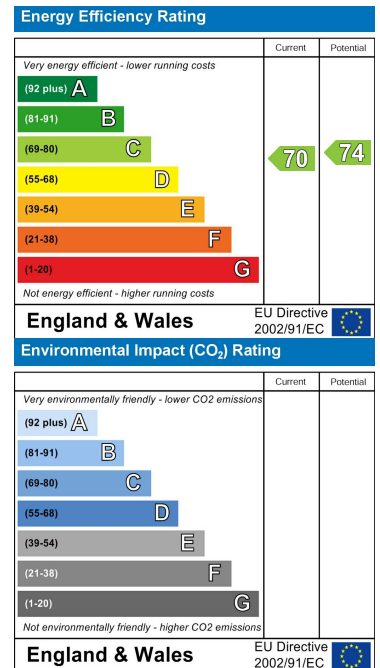 Energy Efficiency Rating
Current Potential
Very energy efficient - lower running costs
(92 plus) A
(81-91) B
(69-80) C
(55-68) D
(39-54) E
(21-38) F
(1-20) G
70 74
Not energy efficient - higher running costs
England & Wales
EU Directive
2002/91/EC
Environmental Impact (CO₂) Rating
Current Potential
Very environmentally friendly - lower CO2 emissions
(92 plus) A
(81-91) B
(69-80) C
(55-68) D
(39-54) E
(21-38) F
(1-20) G
Not environmentally friendly - higher CO2 emissions
England & Wales
EU Directive
2002/91/EC